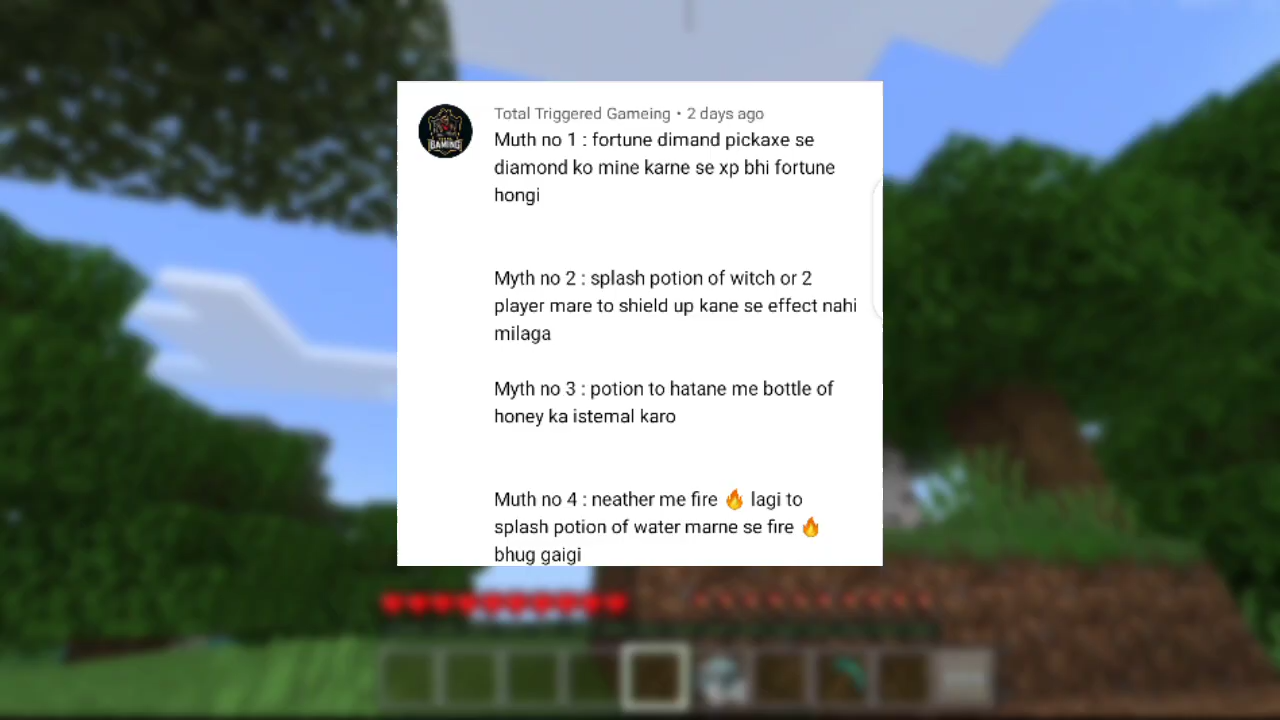 Total Triggered Gameing • 2 days ago
Muth no 1 : fortune dimand pickaxe se
diamond ko mine karne se xp bhi fortune
hongi
Myth no 2 : splash potion of witch or 2
player mare to shield up kane se effect nahi
milaga
Myth no 3 : potion to hatane me bottle of
honey ka istemal karo
Muth no 4 : neather me fire 🔥 lagi to
splash potion of water marne se fire 🔥
bhug gaigi
GAMING